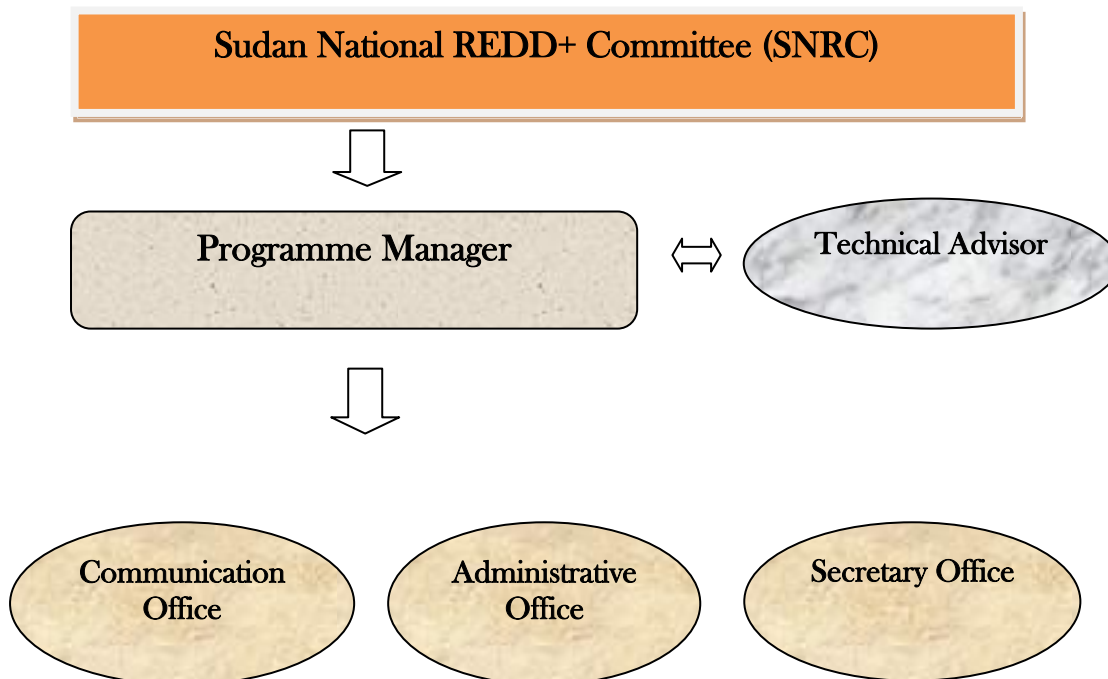 Sudan National REDD+ Committee (SNRC)
Programme Manager
Technical Advisor
Communication
Office
Administrative
Office
Secretary Office